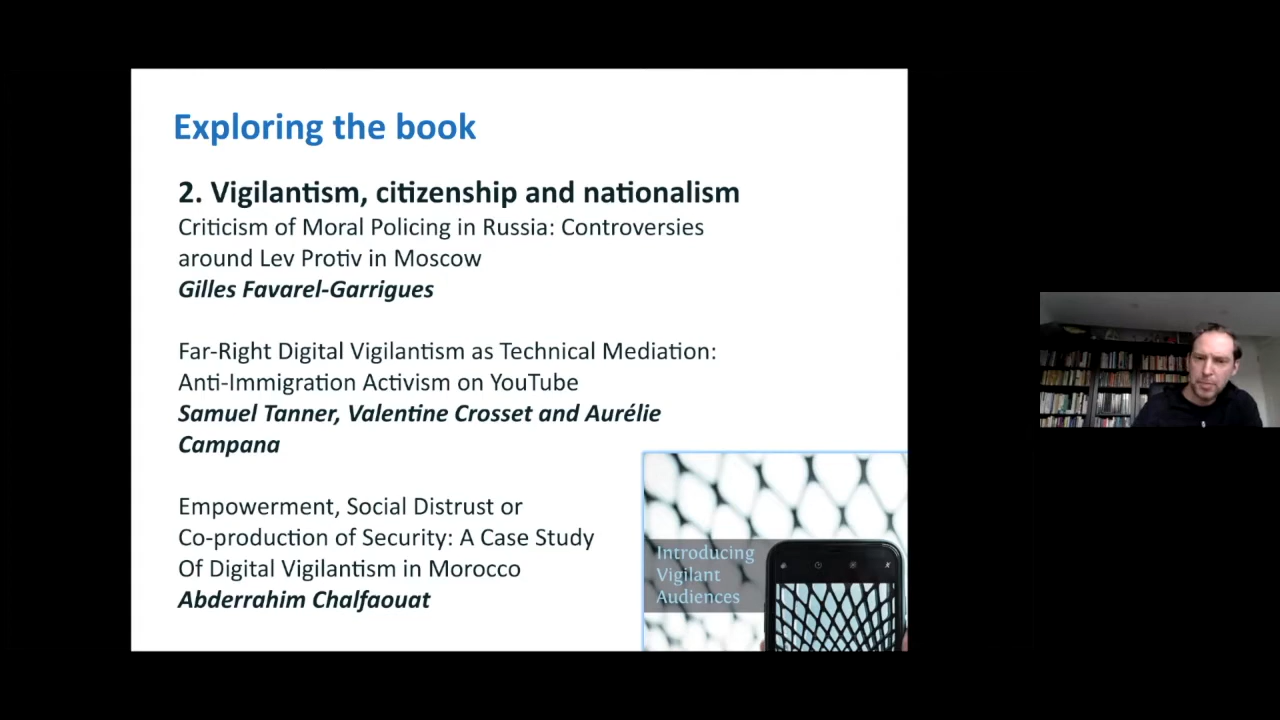 Exploring the book
2. Vigilantism, citizenship and nationalism
Criticism of Moral Policing in Russia: Controversies
around Lev Protiv in Moscow
Gilles Favarel-Garrigues
Far-Right Digital Vigilantism as Technical Mediation:
Anti-Immigration Activism on YouTube
Samuel Tanner, Valentine Crosset and Aurélie
Campana
Empowerment, Social Distrust or
Co-production of Security: A Case Study
Of Digital Vigilantism in Morocco
Abderrahim Chalfaouat
Introducing
Vigilant
Audiences